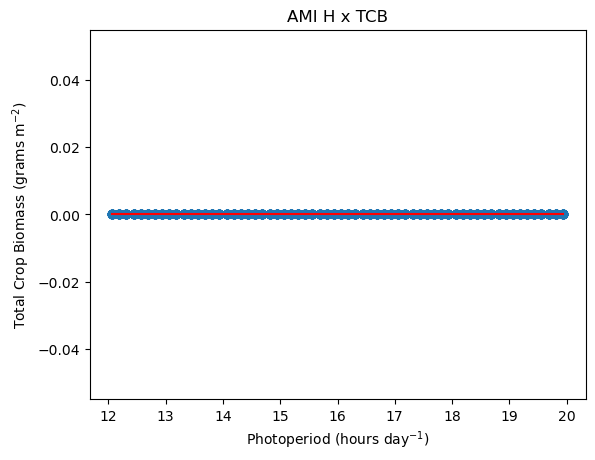 AMI H x TCB
Total Crop Biomass (grams m⁻²)
0.04
0.02
0.00
−0.02
−0.04
12 13 14 15 16 17 18 19 20
Photoperiod (hours day⁻¹)